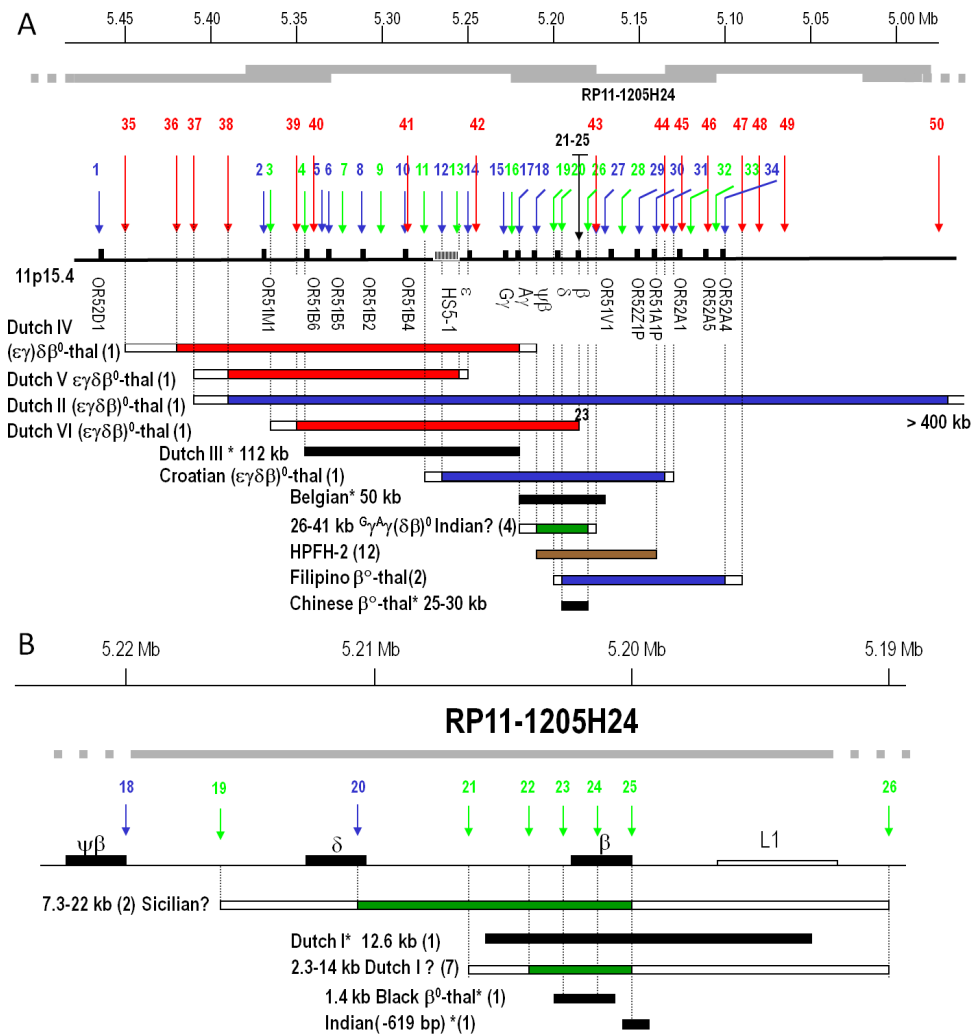 A
5.45 5.40 5.35 5.30 5.25 5.20 5.15 5.10 5.05 5.00 Mb
RP11-1205H24
35 36 37 38 39 40 41 42 21-25 43 44 45 46 47 48 49 50
1 2 3 4 5 6 7 8 9 10 11 12 13 14 15 16 17 18 19 20 26 27 28 29 30 31 32 33 34
11p15.4
OR52D1 OR51M1 OR51B6 OR51B5 OR51B2 OR51B4 HS5-1 ε Gγ Aγ ψβ δ β OR51V1 OR52Z1P OR51A1P OR52A1 OR52A5 OR52A4
Dutch IV
(εγ)δβ⁰-thal (1)
Dutch V εγδβ⁰-thal (1)
Dutch II (εγδβ)⁰-thal (1)
> 400 kb
Dutch VI (εγδβ)⁰-thal (1)
23
Dutch III * 112 kb
Croatian (εγδβ)⁰-thal (1)
Belgian* 50 kb
26-41 kb ᴳγᴬγ(δβ)⁰ Indian? (4)
HPFH-2 (12)
Filipino β°-thal(2)
Chinese β°-thal* 25-30 kb
B
5.22 Mb 5.21 Mb 5.20 Mb 5.19 Mb
RP11-1205H24
18 19 20 21 22 23 24 25 26
ψβ δ β L1
7.3-22 kb (2) Sicilian?
Dutch I* 12.6 kb (1)
2.3-14 kb Dutch I ? (7)
1.4 kb Black β⁰-thal* (1)
Indian(-619 bp) *(1)